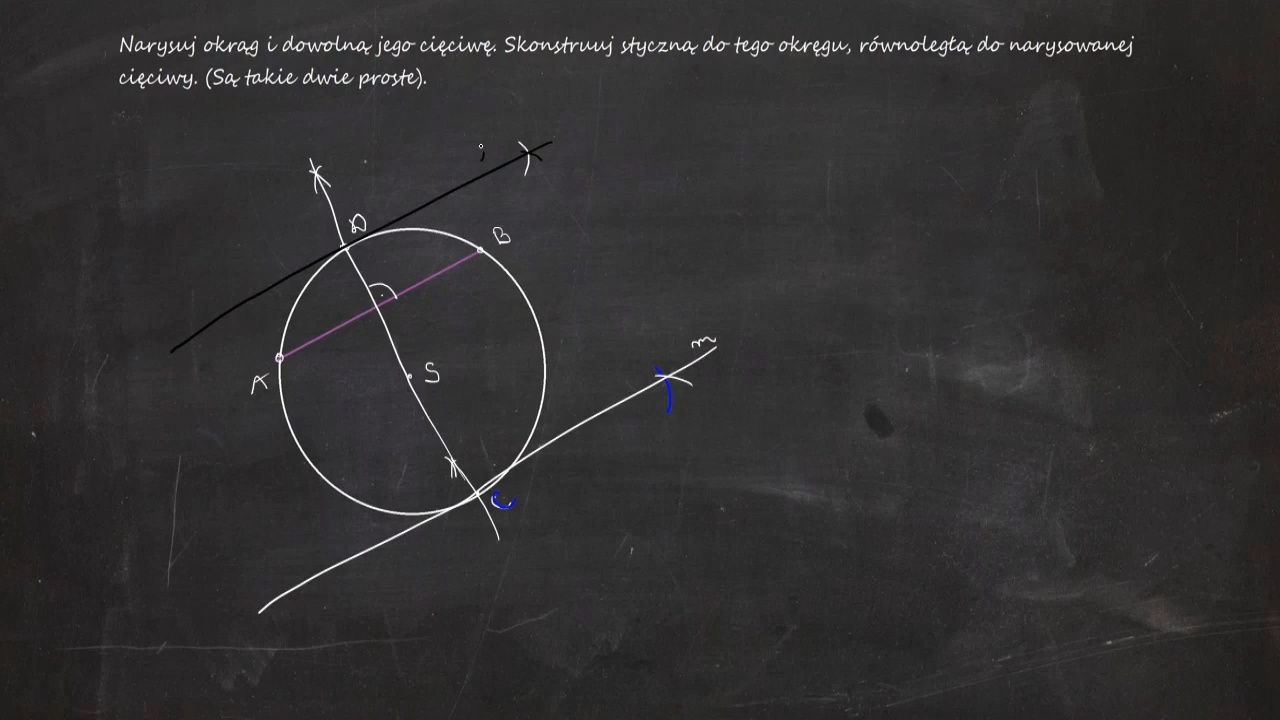 Narysuj okrąg i dowolną jego cięciwę. Skonstruuj styczną do tego okręgu, równoległą do narysowanej
cięciwy. (Są takie dwie proste).
D
B
m
A
S
C